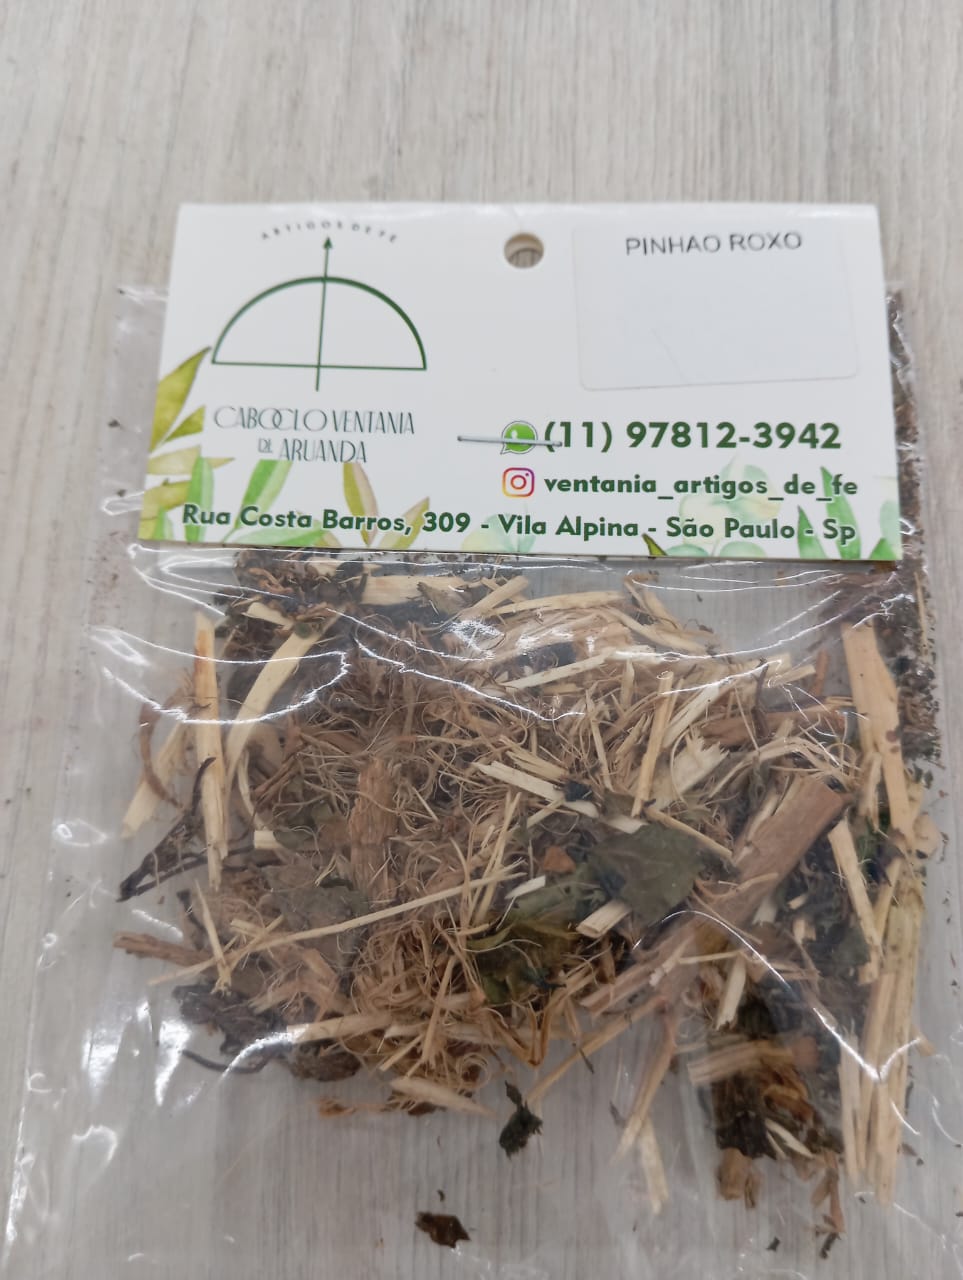 ARTIGOS DE FÉ
CABOCLO VENTANIA
DE ARUANDA
PINHAO ROXO
(11) 97812-3942
ventania_artigos_de_fe
Rua Costa Barros, 309 - Vila Alpina - São Paulo - Sp